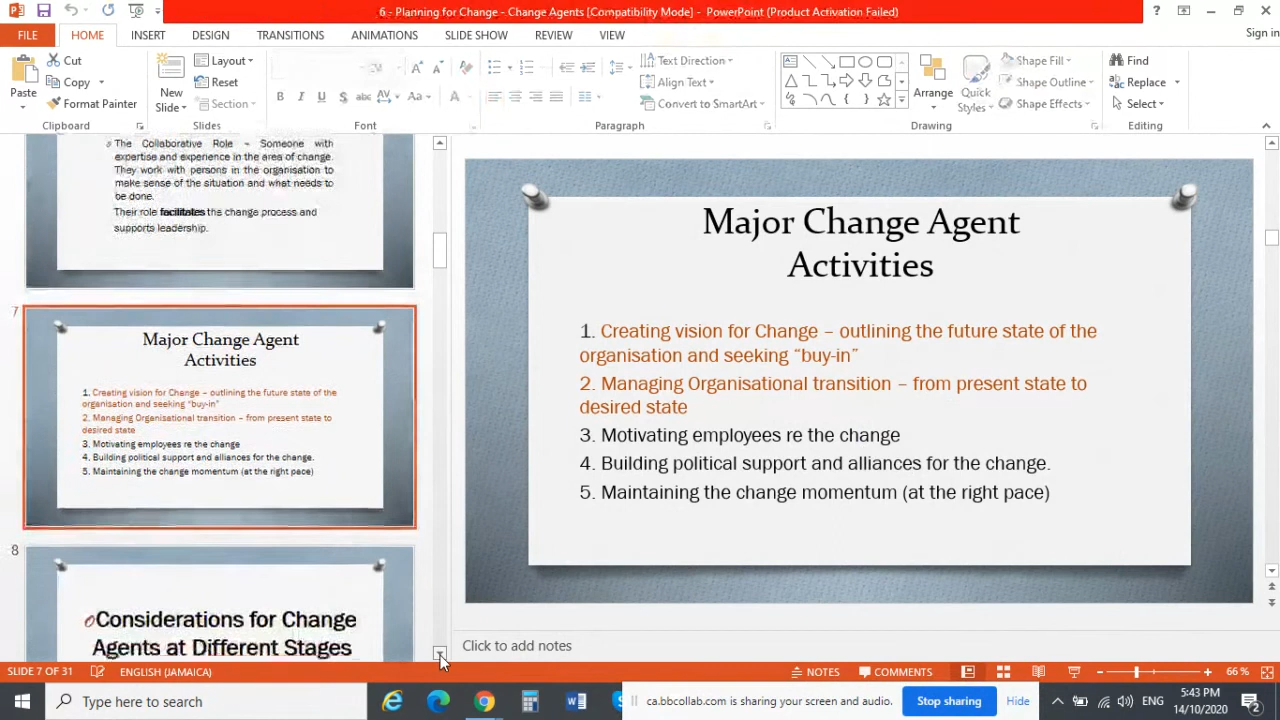 6 - Planning for Change - Change Agents [Compatibility Mode] - PowerPoint (Product Activation Failed)
Sign in
FILE HOME INSERT DESIGN TRANSITIONS ANIMATIONS SLIDE SHOW REVIEW VIEW
Paste
Cut
Copy
Format Painter
Clipboard
New
Slide
Layout
Reset
Section
Slides
Font
Text Direction
Align Text
Convert to SmartArt
Paragraph
Arrange
Quick
Styles
Shape Fill
Shape Outline
Shape Effects
Drawing
Find
Replace
Select
Editing
The Collaborative Role ~ Someone with
expertise and experience in the area of change.
They work with persons in the organisation to
make sense of the situation and what needs to
be done.
Their role facilitates the change process and
supports leadership.
7
Major Change Agent
Activities
1. Creating vision for Change – outlining the future state of the
organisation and seeking “buy-in”
2. Managing Organisational transition – from present state to
desired state
3. Motivating employees re the change
4. Building political support and alliances for the change.
5. Maintaining the change momentum (at the right pace)
8
Considerations for Change
Agents at Different Stages
Major Change Agent
Activities
1. Creating vision for Change – outlining the future state of the
organisation and seeking “buy-in”
2. Managing Organisational transition – from present state to
desired state
3. Motivating employees re the change
4. Building political support and alliances for the change.
5. Maintaining the change momentum (at the right pace)
Click to add notes
SLIDE 7 OF 31 ENGLISH (JAMAICA) NOTES COMMENTS 66 %
Type here to search
ca.bbcollab.com is sharing your screen and audio.
Stop sharing
Hide
ENG
5:43 PM
14/10/2020
2